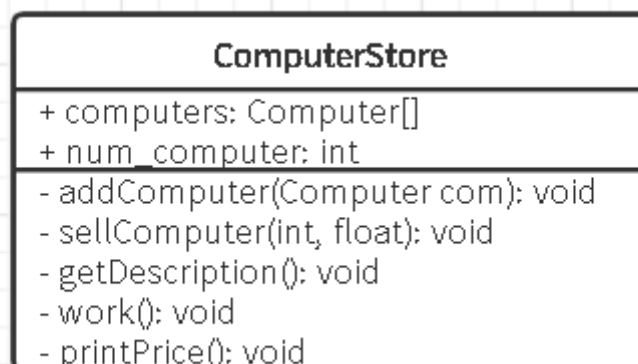 ComputerStore
+ computers: Computer[]
+ num_computer: int
- addComputer(Computer com): void
- sellComputer(int, float): void
- getDescription(): void
- work(): void
- printPrice(): void